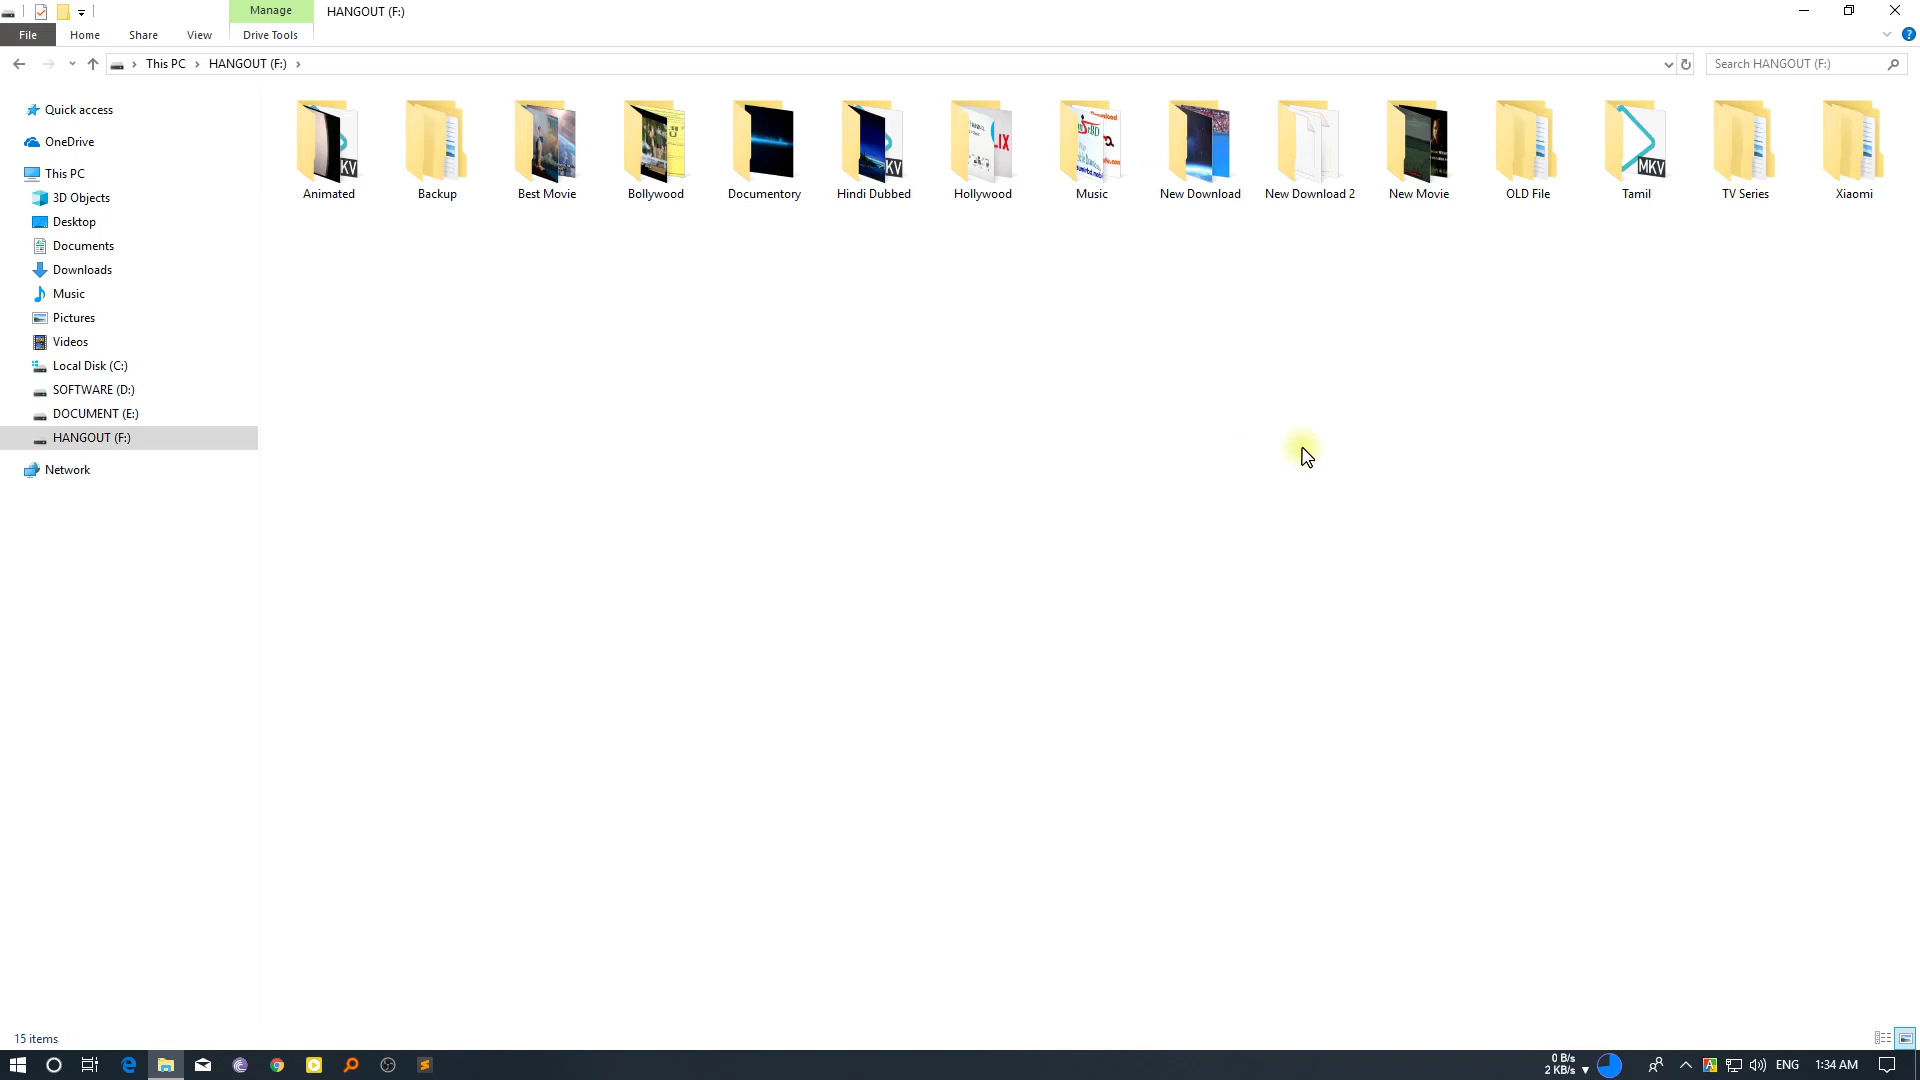 Manage
HANGOUT (F:)
File
Home
Share
View
Drive Tools
This PC
HANGOUT (F:)
Search HANGOUT (F:)
Quick access
OneDrive
This PC
3D Objects
Desktop
Documents
Downloads
Music
Pictures
Videos
Local Disk (C:)
SOFTWARE (D:)
DOCUMENT (E:)
HANGOUT (F:)
Network
MKV
LIX
MKV
Animated
Backup
Best Movie
Bollywood
Documentory
Hindi Dubbed
Hollywood
Music
New Download
New Download 2
New Movie
OLD File
Tamil
TV Series
Xiaomi
15 items
0 B/s
2 KB/s
ENG
1:34 AM